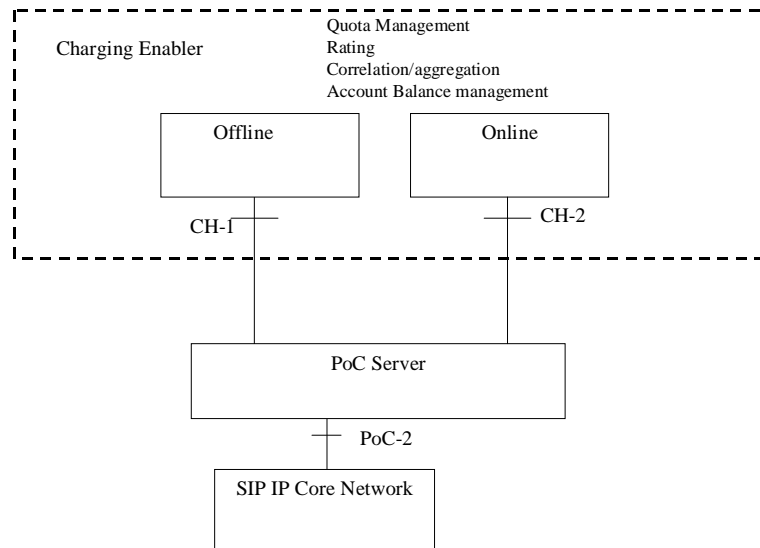 Quota Management
Charging Enabler
Rating
Correlation/aggregation
Account Balance management
Offline
Online
CH-1
CH-2
PoC Server
PoC-2
SIP IP Core Network